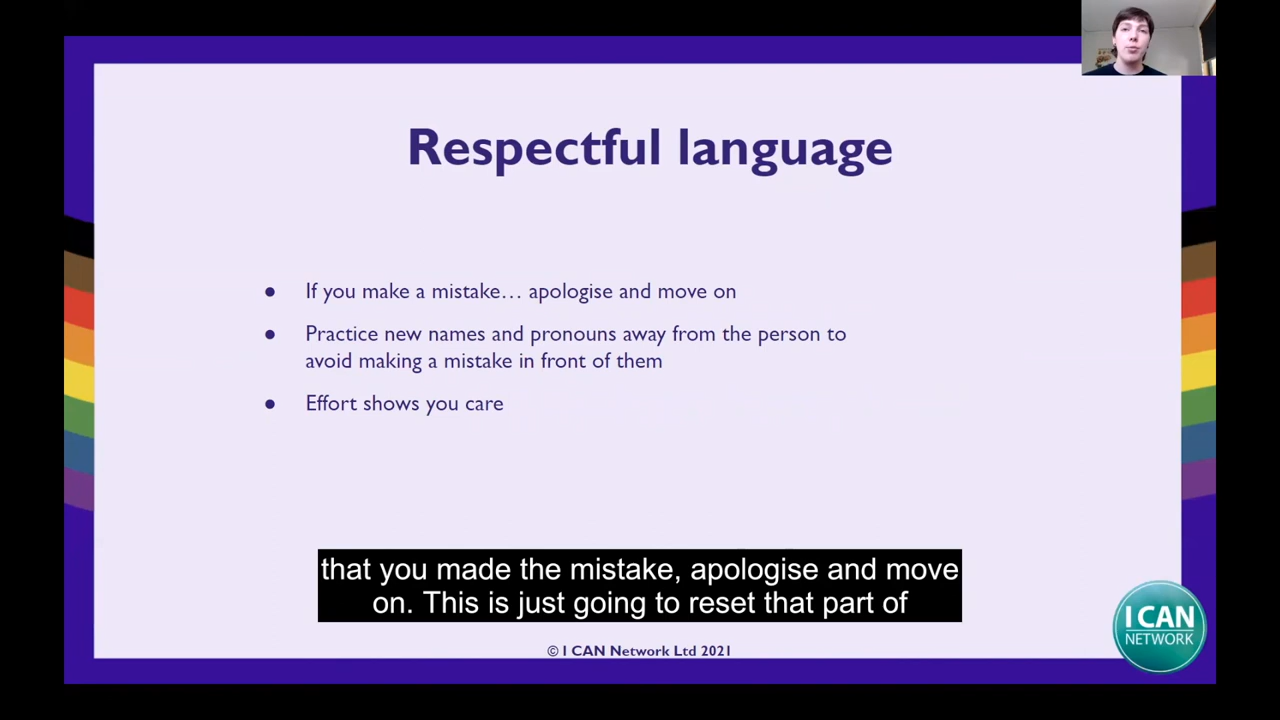 Respectful language
● If you make a mistake… apologise and move on
● Practice new names and pronouns away from the person to
avoid making a mistake in front of them
● Effort shows you care
that you made the mistake, apologise and move
on. This is just going to reset that part of
© I CAN Network Ltd 2021
I CAN
NETWORK